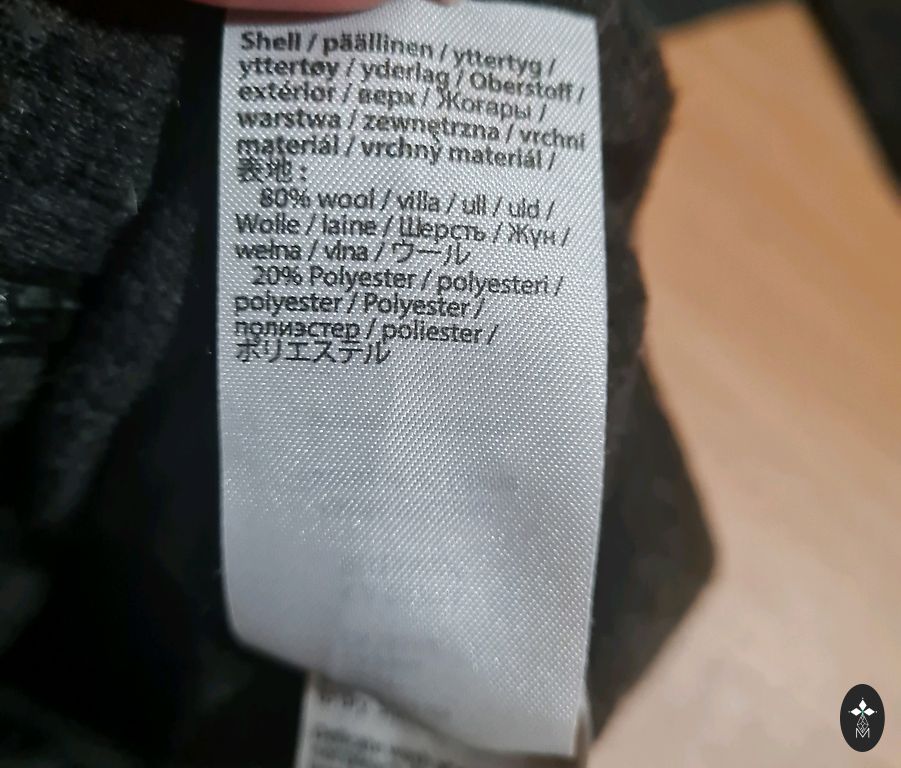 Shell / päällinen / yttertyg /
yttertøy / yderlag / Oberstoff /
extérior / верх / Жоғары /
warstwa / zewnętrzna / vrchní
materiál / vrchný materiál /
表地 :
80% wool / villa / ull / uld /
Wolle / laine / Шерсть / Жүн /
wełna / vlna / ウール
20% Polyester / polyesteri /
polyester / Polyester /
полиэстер / poliester /
ポリエステル
M